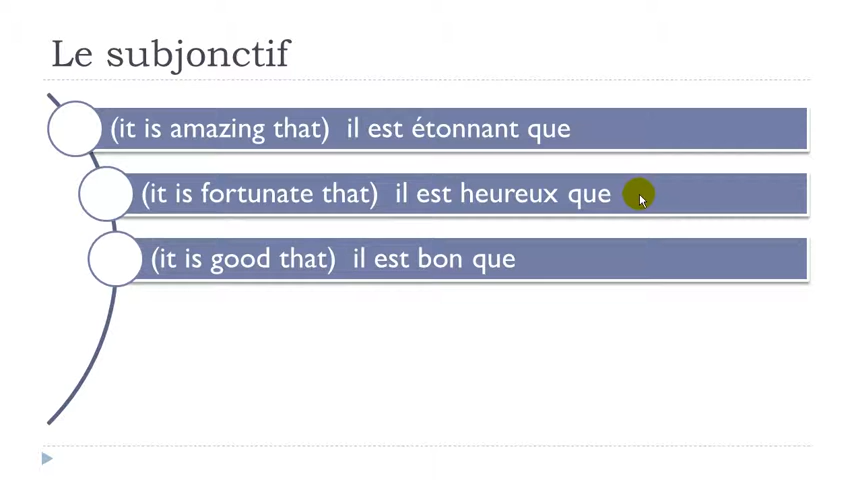 Le subjonctif
(it is amazing that) il est étonnant que
(it is fortunate that) il est heureux que
(it is good that) il est bon que